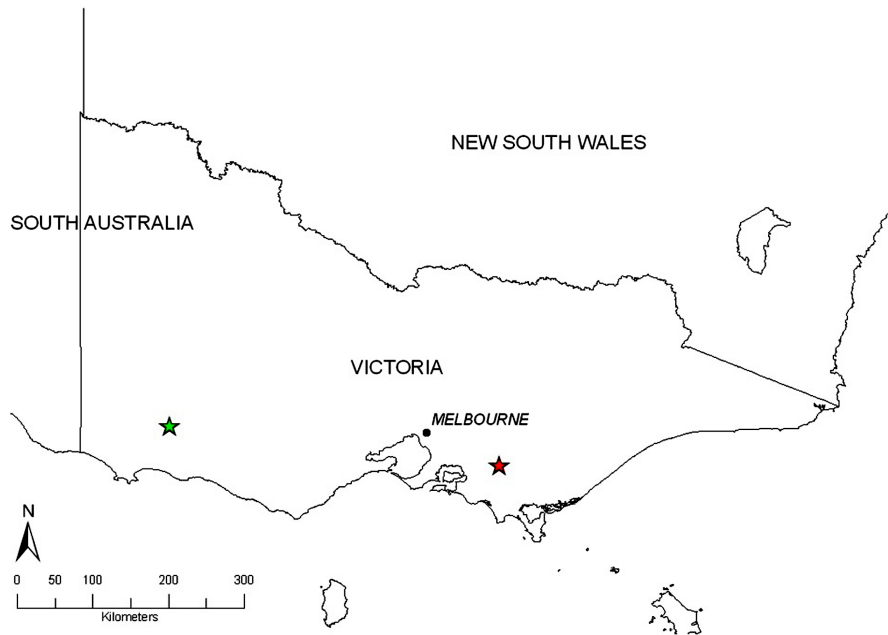 NEW SOUTH WALES
SOUTH AUSTRALIA
VICTORIA
MELBOURNE
N
0 50 100 200 300
Kilometers